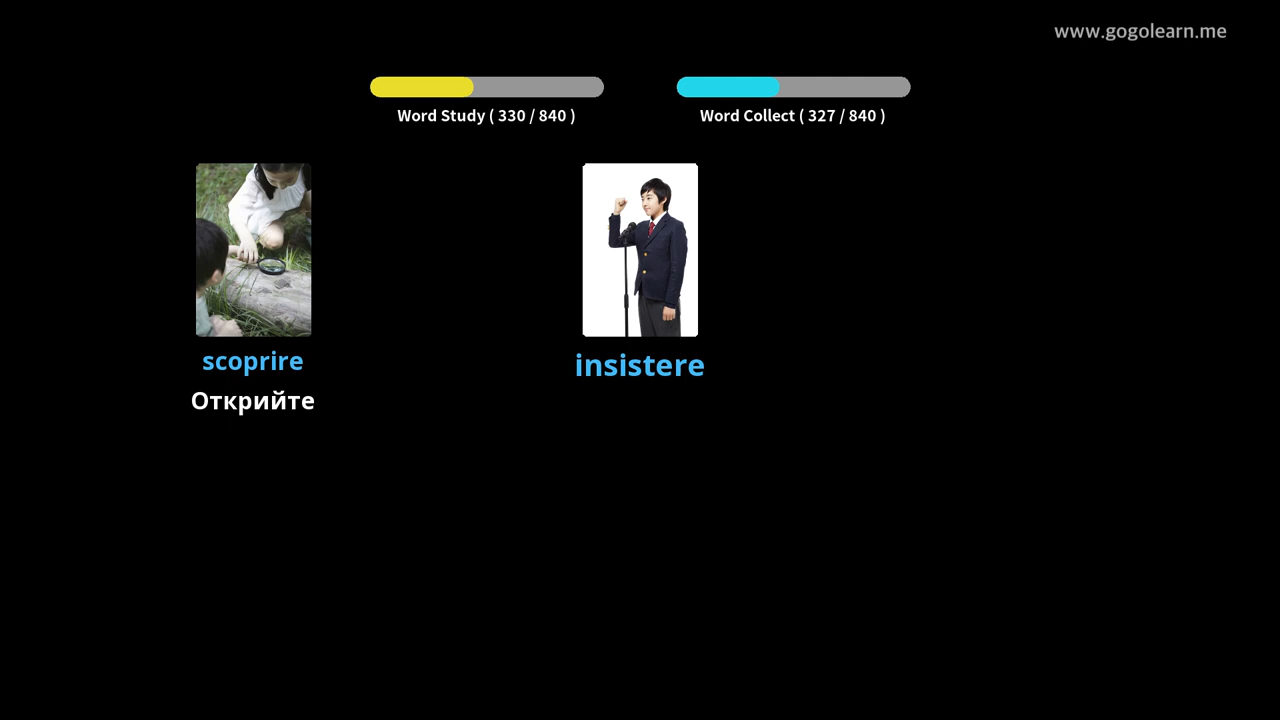 www.gogolearn.me
Word Study ( 330 / 840 )
Word Collect ( 327 / 840 )
scoprire
Открийте
insistere